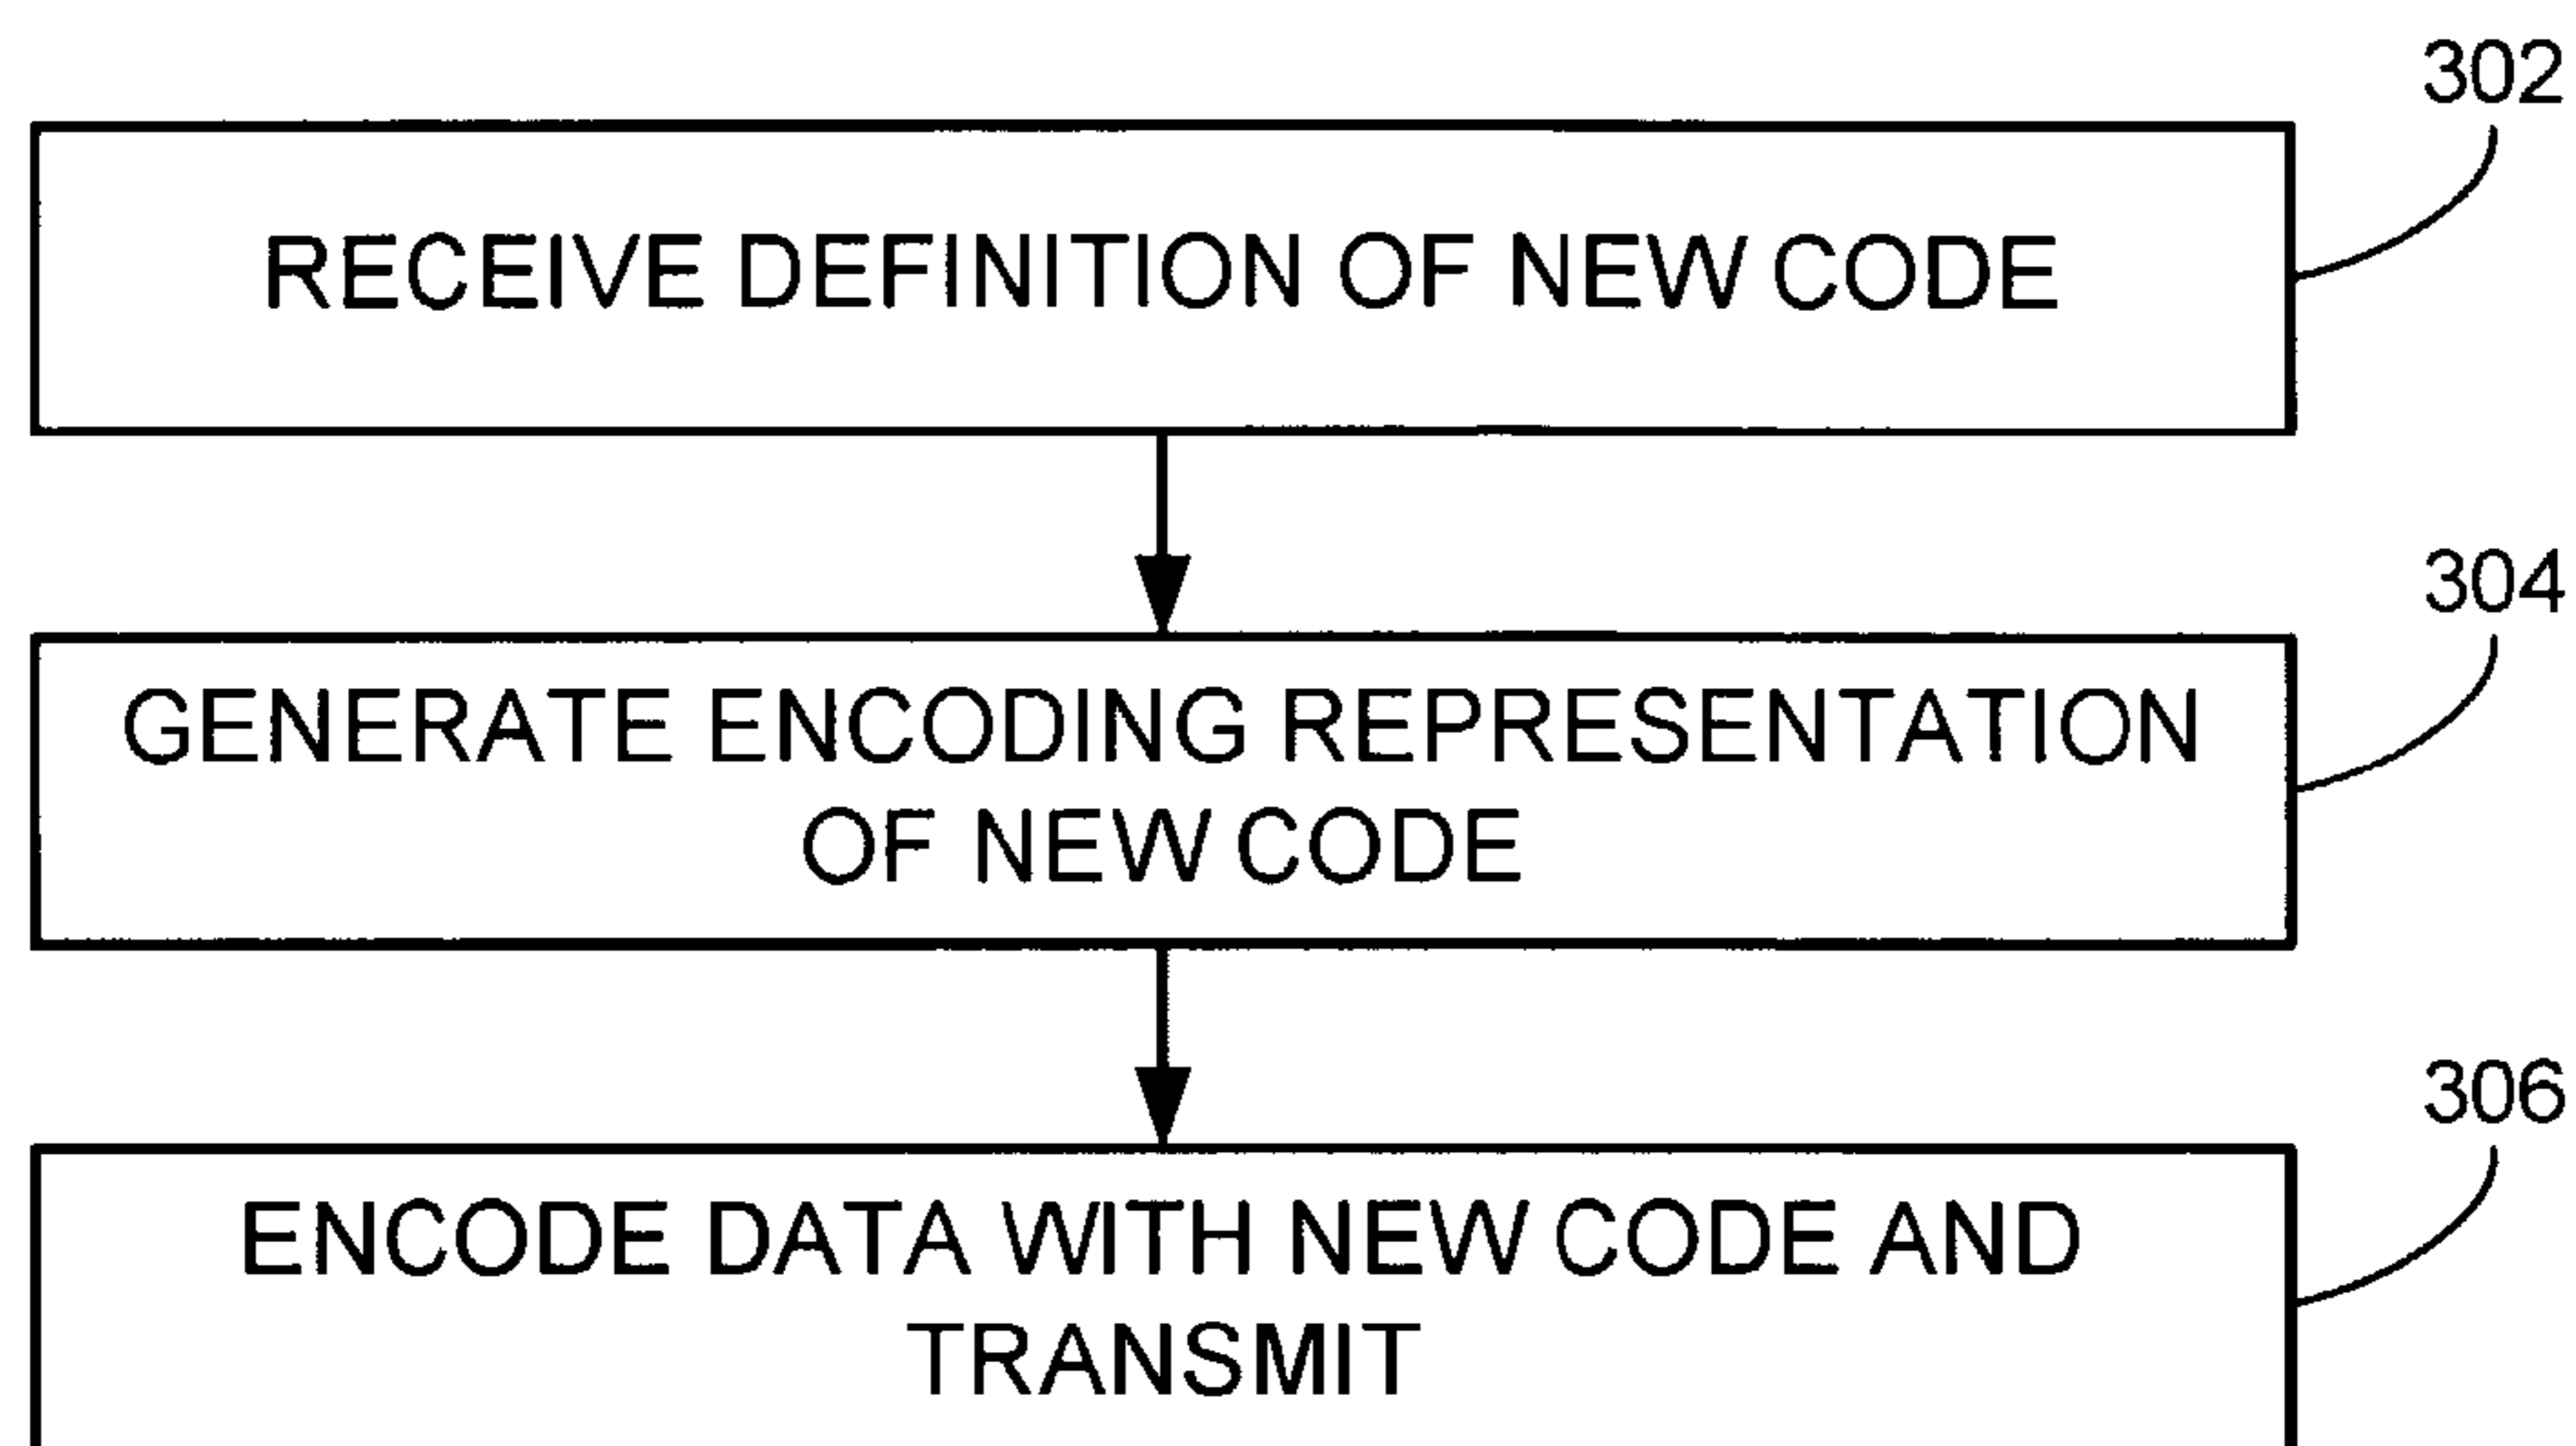 302
RECEIVE DEFINITION OF NEW CODE
304
GENERATE ENCODING REPRESENTATION
OF NEW CODE
306
ENCODE DATA WITH NEW CODE AND
TRANSMIT